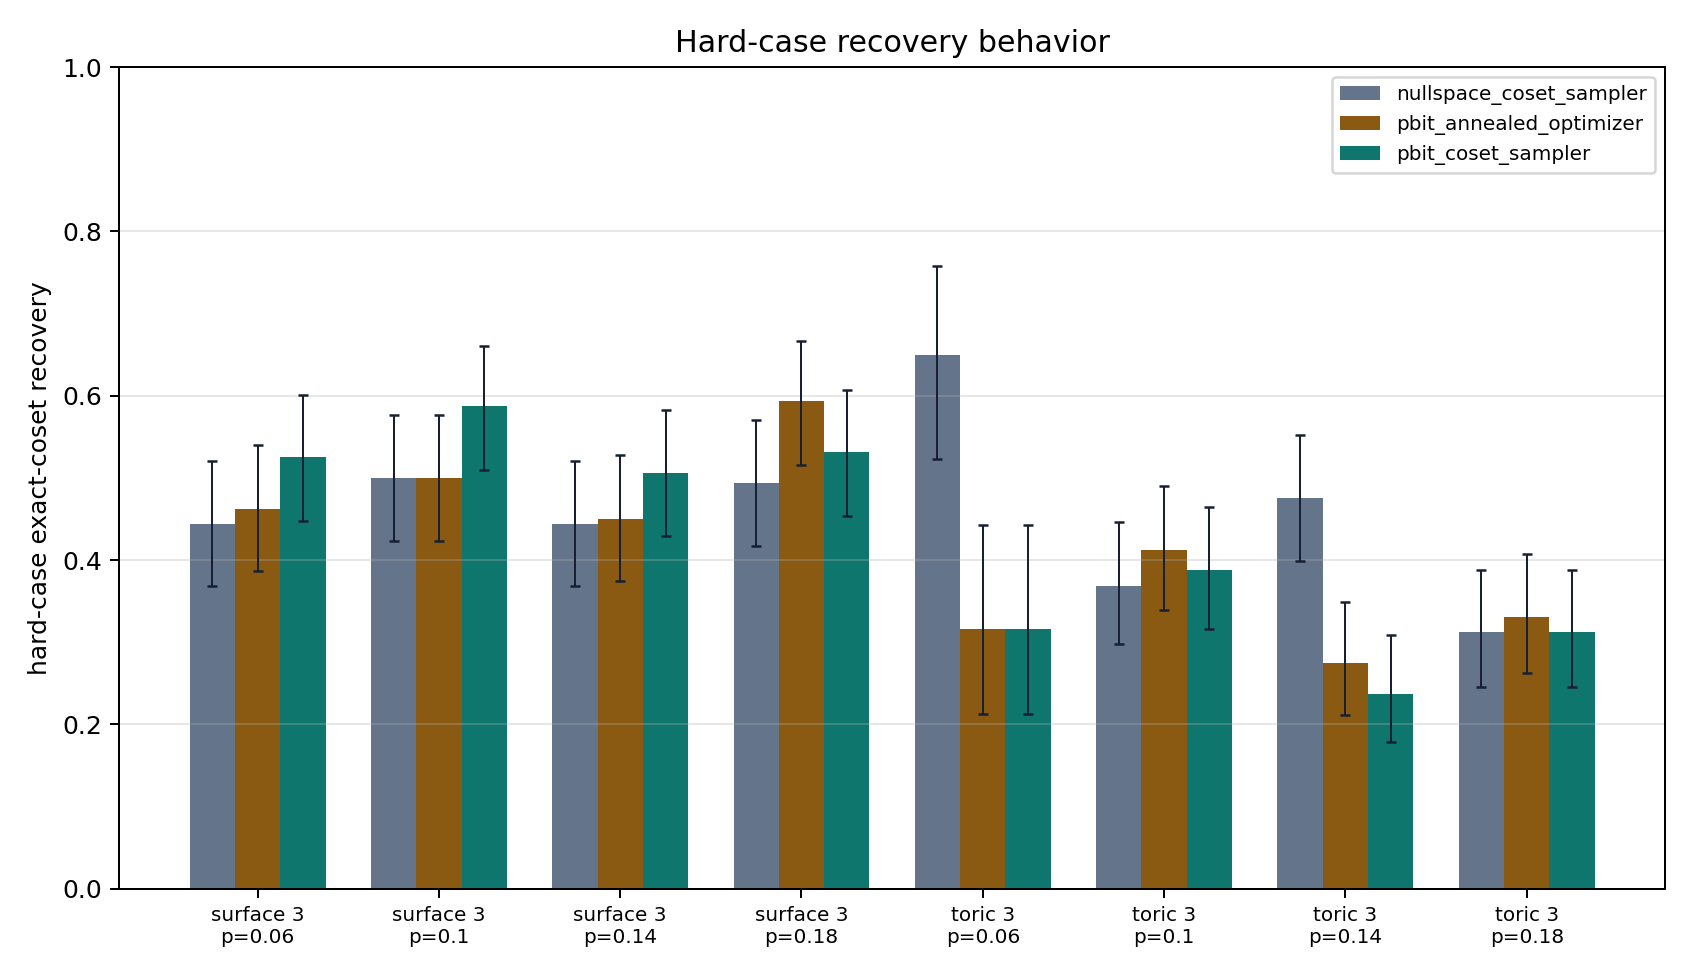 Hard-case recovery behavior
hard-case exact-coset recovery
1.0
0.8
0.6
0.4
0.2
0.0
nullspace_coset_sampler
pbit_annealed_optimizer
pbit_coset_sampler
surface 3
p=0.06
surface 3
p=0.1
surface 3
p=0.14
surface 3
p=0.18
toric 3
p=0.06
toric 3
p=0.1
toric 3
p=0.14
toric 3
p=0.18